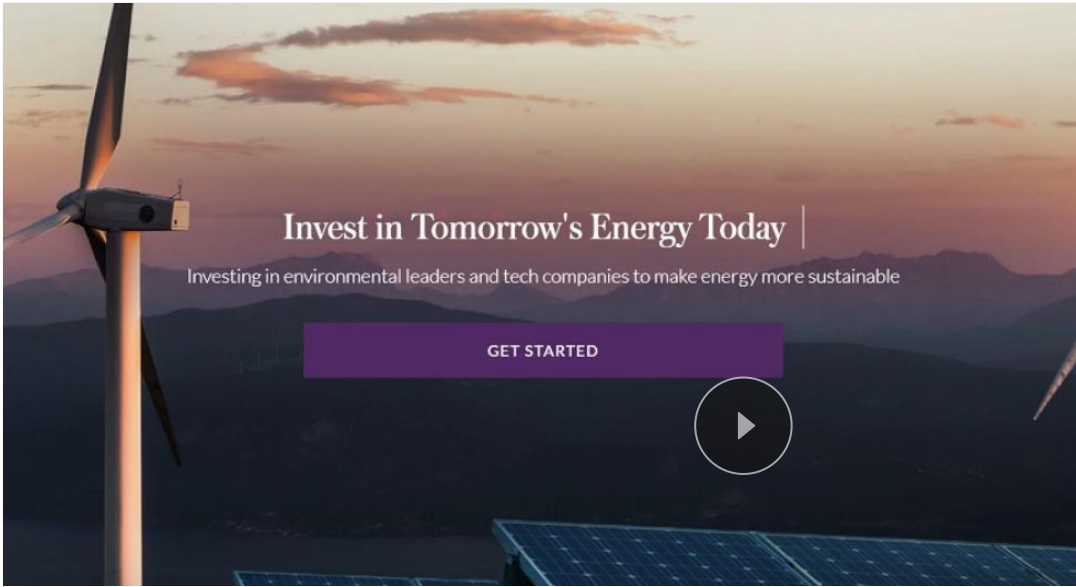 Invest in Tomorrow's Energy Today
Investing in environmental leaders and tech companies to make energy more sustainable
GET STARTED